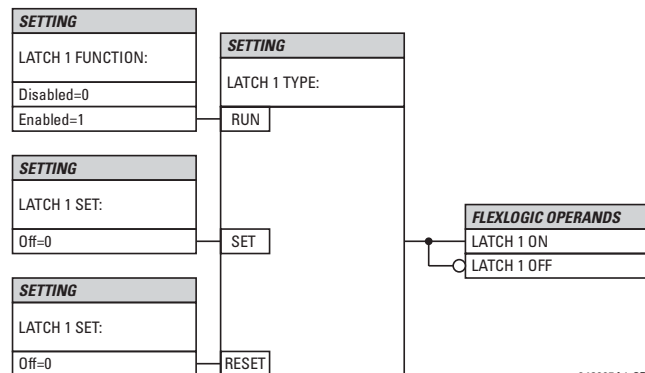 SETTING
LATCH 1 FUNCTION:
Disabled=0
Enabled=1
SETTING
LATCH 1 TYPE:
RUN
SETTING
LATCH 1 SET:
Off=0
SET
SETTING
LATCH 1 SET:
Off=0
RESET
FLEXLOGIC OPERANDS
LATCH 1 ON
LATCH 1 OFF